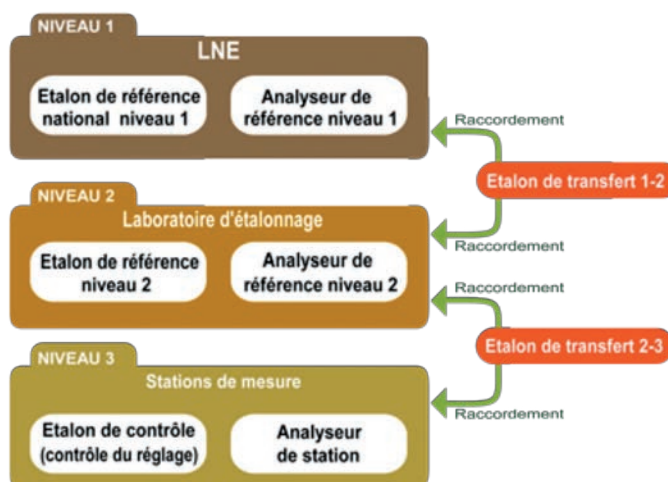 NIVEAU 1
LNE
Etalon de référence
national niveau 1
Analyseur de
référence niveau 1
Raccordement
Etalon de transfert 1-2
Raccordement
NIVEAU 2
Laboratoire d'étalonnage
Etalon de référence
niveau 2
Analyseur de
référence niveau 2
Raccordement
Etalon de transfert 2-3
Raccordement
NIVEAU 3
Stations de mesure
Etalon de contrôle
(contrôle du réglage)
Analyseur
de station